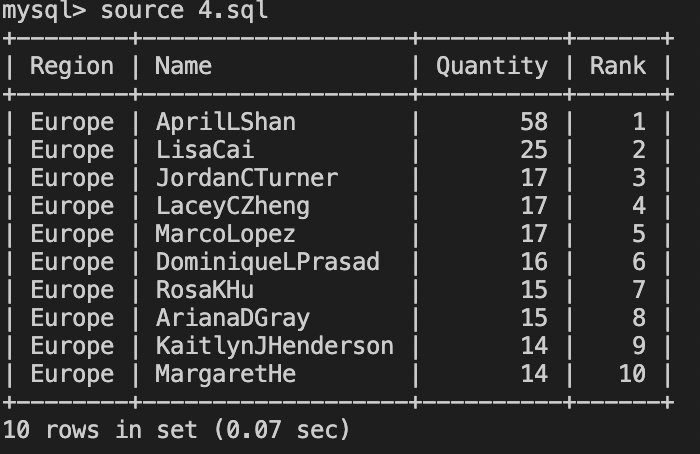 mysql> source 4.sql
+--------+---------------------+----------+------+
| Region | Name                | Quantity | Rank |
+--------+---------------------+----------+------+
| Europe | AprilLShan          |       58 |    1 |
| Europe | LisaCai             |       25 |    2 |
| Europe | JordanCTurner       |       17 |    3 |
| Europe | LaceyCZheng         |       17 |    4 |
| Europe | MarcoLopez          |       17 |    5 |
| Europe | DominiqueLPrasad    |       16 |    6 |
| Europe | RosaKHu             |       15 |    7 |
| Europe | ArianaDGray         |       15 |    8 |
| Europe | KaitlynJHenderson   |       14 |    9 |
| Europe | MargaretHe          |       14 |   10 |
+--------+---------------------+----------+------+
10 rows in set (0.07 sec)